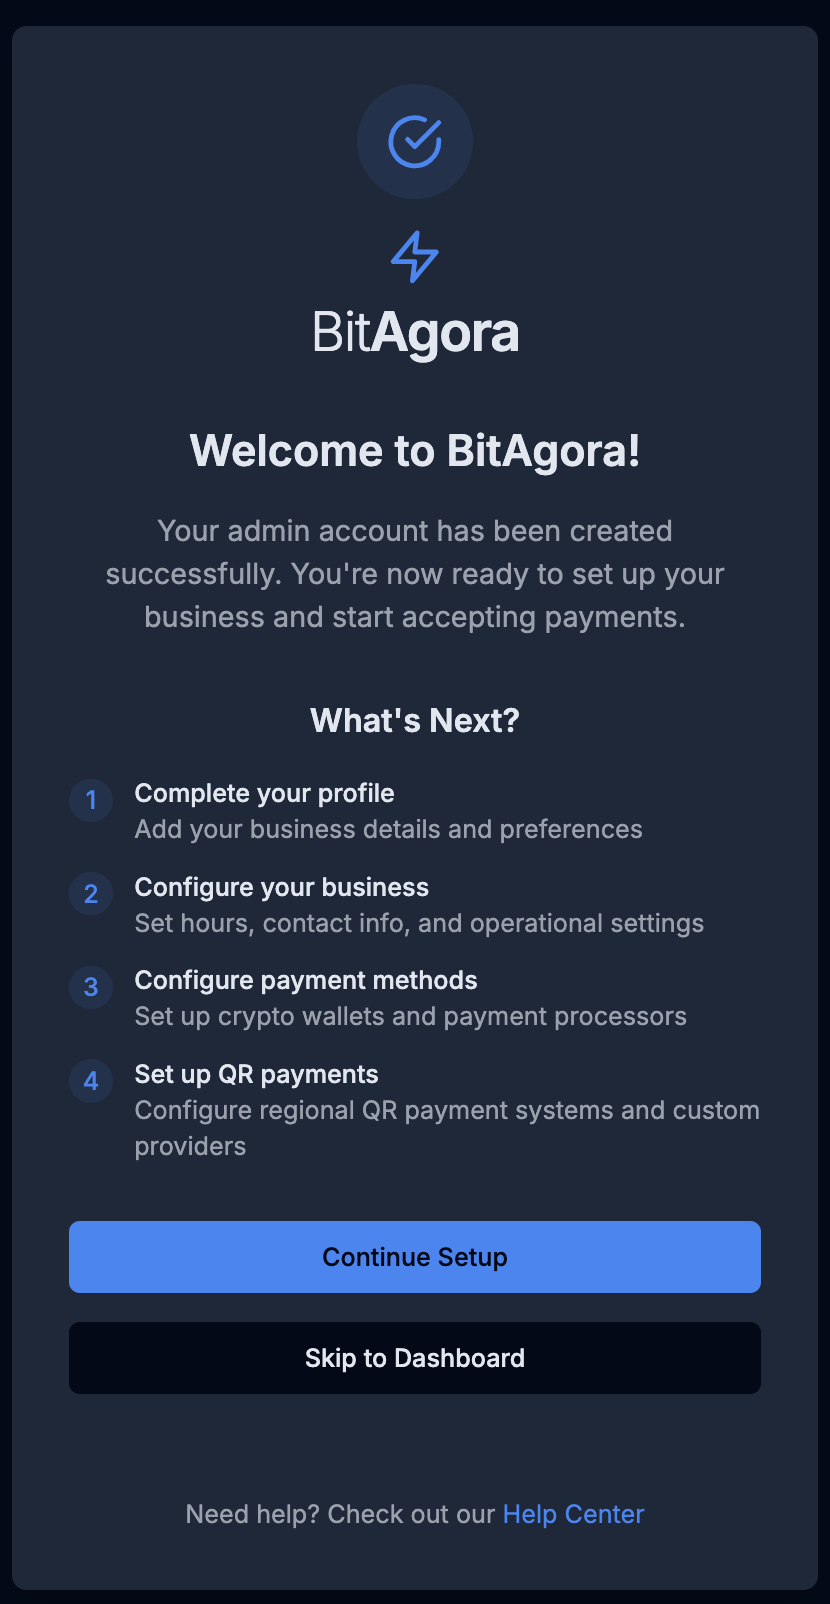 BitAgora
Welcome to BitAgora!
Your admin account has been created
successfully. You're now ready to set up your
business and start accepting payments.
What's Next?
1
Complete your profile
Add your business details and preferences
2
Configure your business
Set hours, contact info, and operational settings
3
Configure payment methods
Set up crypto wallets and payment processors
4
Set up QR payments
Configure regional QR payment systems and custom
providers
Continue Setup
Skip to Dashboard
Need help? Check out our Help Center